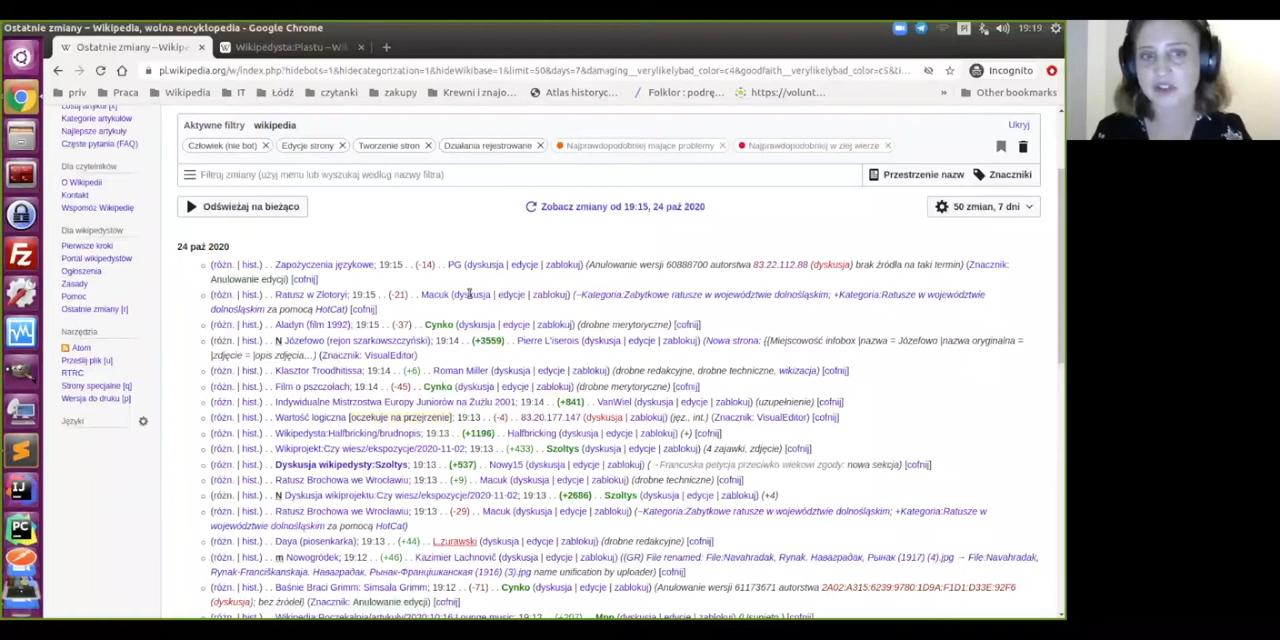 Ostatnie zmiany – Wikipedia, wolna encyklopedia - Google Chrome
Pl 19:19
Ostatnie zmiany – Wikipe
Wikipedysta:Plastu – Wi
pl.wikipedia.org/w/index.php?hidebots=1&hidecategorization=1&hideWikibase=1&limit=50&days=7&damaging__verylikelybad_color=c4&goodfaith__verylikelybad_color=c5&li...
Incognito
priv Praca Wikipedia IT Łódź czytanki zakupy Krewni i znajo... Atlas historyc... Folklor : podrę... https://volunt... » Other bookmarks
Losuj artykuł [x]
Kategorie artykułów
Najlepsze artykuły
Częste pytania (FAQ)
Dla czytelników
O Wikipedii
Kontakt
Wspomóż Wikipedię
Dla wikipedystów
Pierwsze kroki
Portal wikipedystów
Ogłoszenia
Zasady
Pomoc
Ostatnie zmiany [r]
Narzędzia
Atom
Prześlij plik [u]
RTRC
Strony specjalne [q]
Wersja do druku [p]
Języki
Aktywne filtry wikipedia Ukryj
Człowiek (nie bot) Edycje strony Tworzenie stron Działania rejestrowane Najprawdopodobniej mające problemy Najprawdopodobniej w złej wierze
Filtruj zmiany (użyj menu lub wyszukaj według nazwy filtru) Przestrzenie nazw Znaczniki
Odświeżaj na bieżąco Zobacz zmiany od 19:15, 24 paź 2020 50 zmian, 7 dni
24 paź 2020
(różn. | hist.) . . Zapożyczenia językowe; 19:15 . . (-14) . . PG (dyskusja | edycje | zablokuj) (Anulowanie wersji 60888700 autorstwa 83.22.112.88 (dyskusja) brak źródła na taki termin) (Znacznik:
Anulowanie edycji) [cofnij]
(różn. | hist.) . . Ratusz w Złotoryi; 19:15 . . (-21) . . Macuk (dyskusja | edycje | zablokuj) (−Kategoria:Zabytkowe ratusze w województwie dolnośląskim; +Kategoria:Ratusze w województwie
dolnośląskim za pomocą HotCat) [cofnij]
(różn. | hist.) . . Aladyn (film 1992); 19:15 . . (-37) . . Cynko (dyskusja | edycje | zablokuj) (drobne merytoryczne) [cofnij]
(różn. | hist.) . . N Józefowo (rejon szarkowszczyński); 19:14 . . (+3559) . . Pierre L'iserois (dyskusja | edycje | zablokuj) (Nowa strona: {{Miejscowość infobox |nazwa = Józefowo |nazwa oryginalna =
|zdjęcie = |opis zdjęcia...) (Znacznik: VisualEditor)
(różn. | hist.) . . Klasztor Troodhitissa; 19:14 . . (+6) . . Roman Miller (dyskusja | edycje | zablokuj) (drobne redakcyjne, drobne techniczne, wikizacja) [cofnij]
(różn. | hist.) . . Film o pszczołach; 19:14 . . (-45) . . Cynko (dyskusja | edycje | zablokuj) (drobne merytoryczne) [cofnij]
(różn. | hist.) . . Indywidualne Mistrzostwa Europy Juniorów na Żużlu 2001; 19:14 . . (+841) . . VanWiel (dyskusja | edycje | zablokuj) (uzupełnienie) [cofnij]
(różn. | hist.) . . Wartość logiczna [oczekuje na przejrzenie]; 19:13 . . (-4) . . 83.20.177.147 (dyskusja | zablokuj) (jęz., int.) (Znacznik: VisualEditor) [cofnij]
(różn. | hist.) . . Wikipedysta:Halfbricking/brudnopis; 19:13 . . (+1196) . . Halfbricking (dyskusja | edycje | zablokuj) (+) [cofnij]
(różn. | hist.) . . Wikiprojekt:Czy wiesz/ekspozycje/2020-11-02; 19:13 . . (+433) . . Szoltys (dyskusja | edycje | zablokuj) (4 zajawki, zdjęcie) [cofnij]
(różn. | hist.) . . Dyskusja wikipedysty:Szoltys; 19:13 . . (+537) . . Nowy15 (dyskusja | edycje | zablokuj) (→Francuska petycja przeciwko wiekowi zgody: nowa sekcja) [cofnij]
(różn. | hist.) . . Ratusz Brochowa we Wrocławiu; 19:13 . . (+9) . . Macuk (dyskusja | edycje | zablokuj) (drobne techniczne) [cofnij]
(różn. | hist.) . . N Dyskusja wikiprojektu:Czy wiesz/ekspozycje/2020-11-02; 19:13 . . (+2686) . . Szoltys (dyskusja | edycje | zablokuj) (+4)
(różn. | hist.) . . Ratusz Brochowa we Wrocławiu; 19:13 . . (-29) . . Macuk (dyskusja | edycje | zablokuj) (−Kategoria:Zabytkowe ratusze w województwie dolnośląskim; +Kategoria:Ratusze w
województwie dolnośląskim za pomocą HotCat)
(różn. | hist.) . . Daya (piosenkarka); 19:13 . . (+44) . . L.zurawski (dyskusja | edycje | zablokuj) (drobne redakcyjne) [cofnij]
(różn. | hist.) . . m Nowogródek; 19:12 . . (+46) . . Kazimier Lachnovič (dyskusja | edycje | zablokuj) ((GR) File renamed: File:Navahradak, Rynak. Наваградак, Рынак (1917) (4).jpg → File:Navahradak,
Rynak-Franciškanskaja. Наваградак, Рынак-Францішканская (1916) (3).jpg name unification by uploader) [cofnij]
(różn. | hist.) . . Baśnie Braci Grimm: Simsala Grimm; 19:12 . . (-71) . . Cynko (dyskusja | edycje | zablokuj) (Anulowanie wersji 61173671 autorstwa 2A02:A315:6239:9780:1D9A:F1D1:D33E:92F6
(dyskusja); bez źródeł) (Znacznik: Anulowanie edycji) [cofnij]